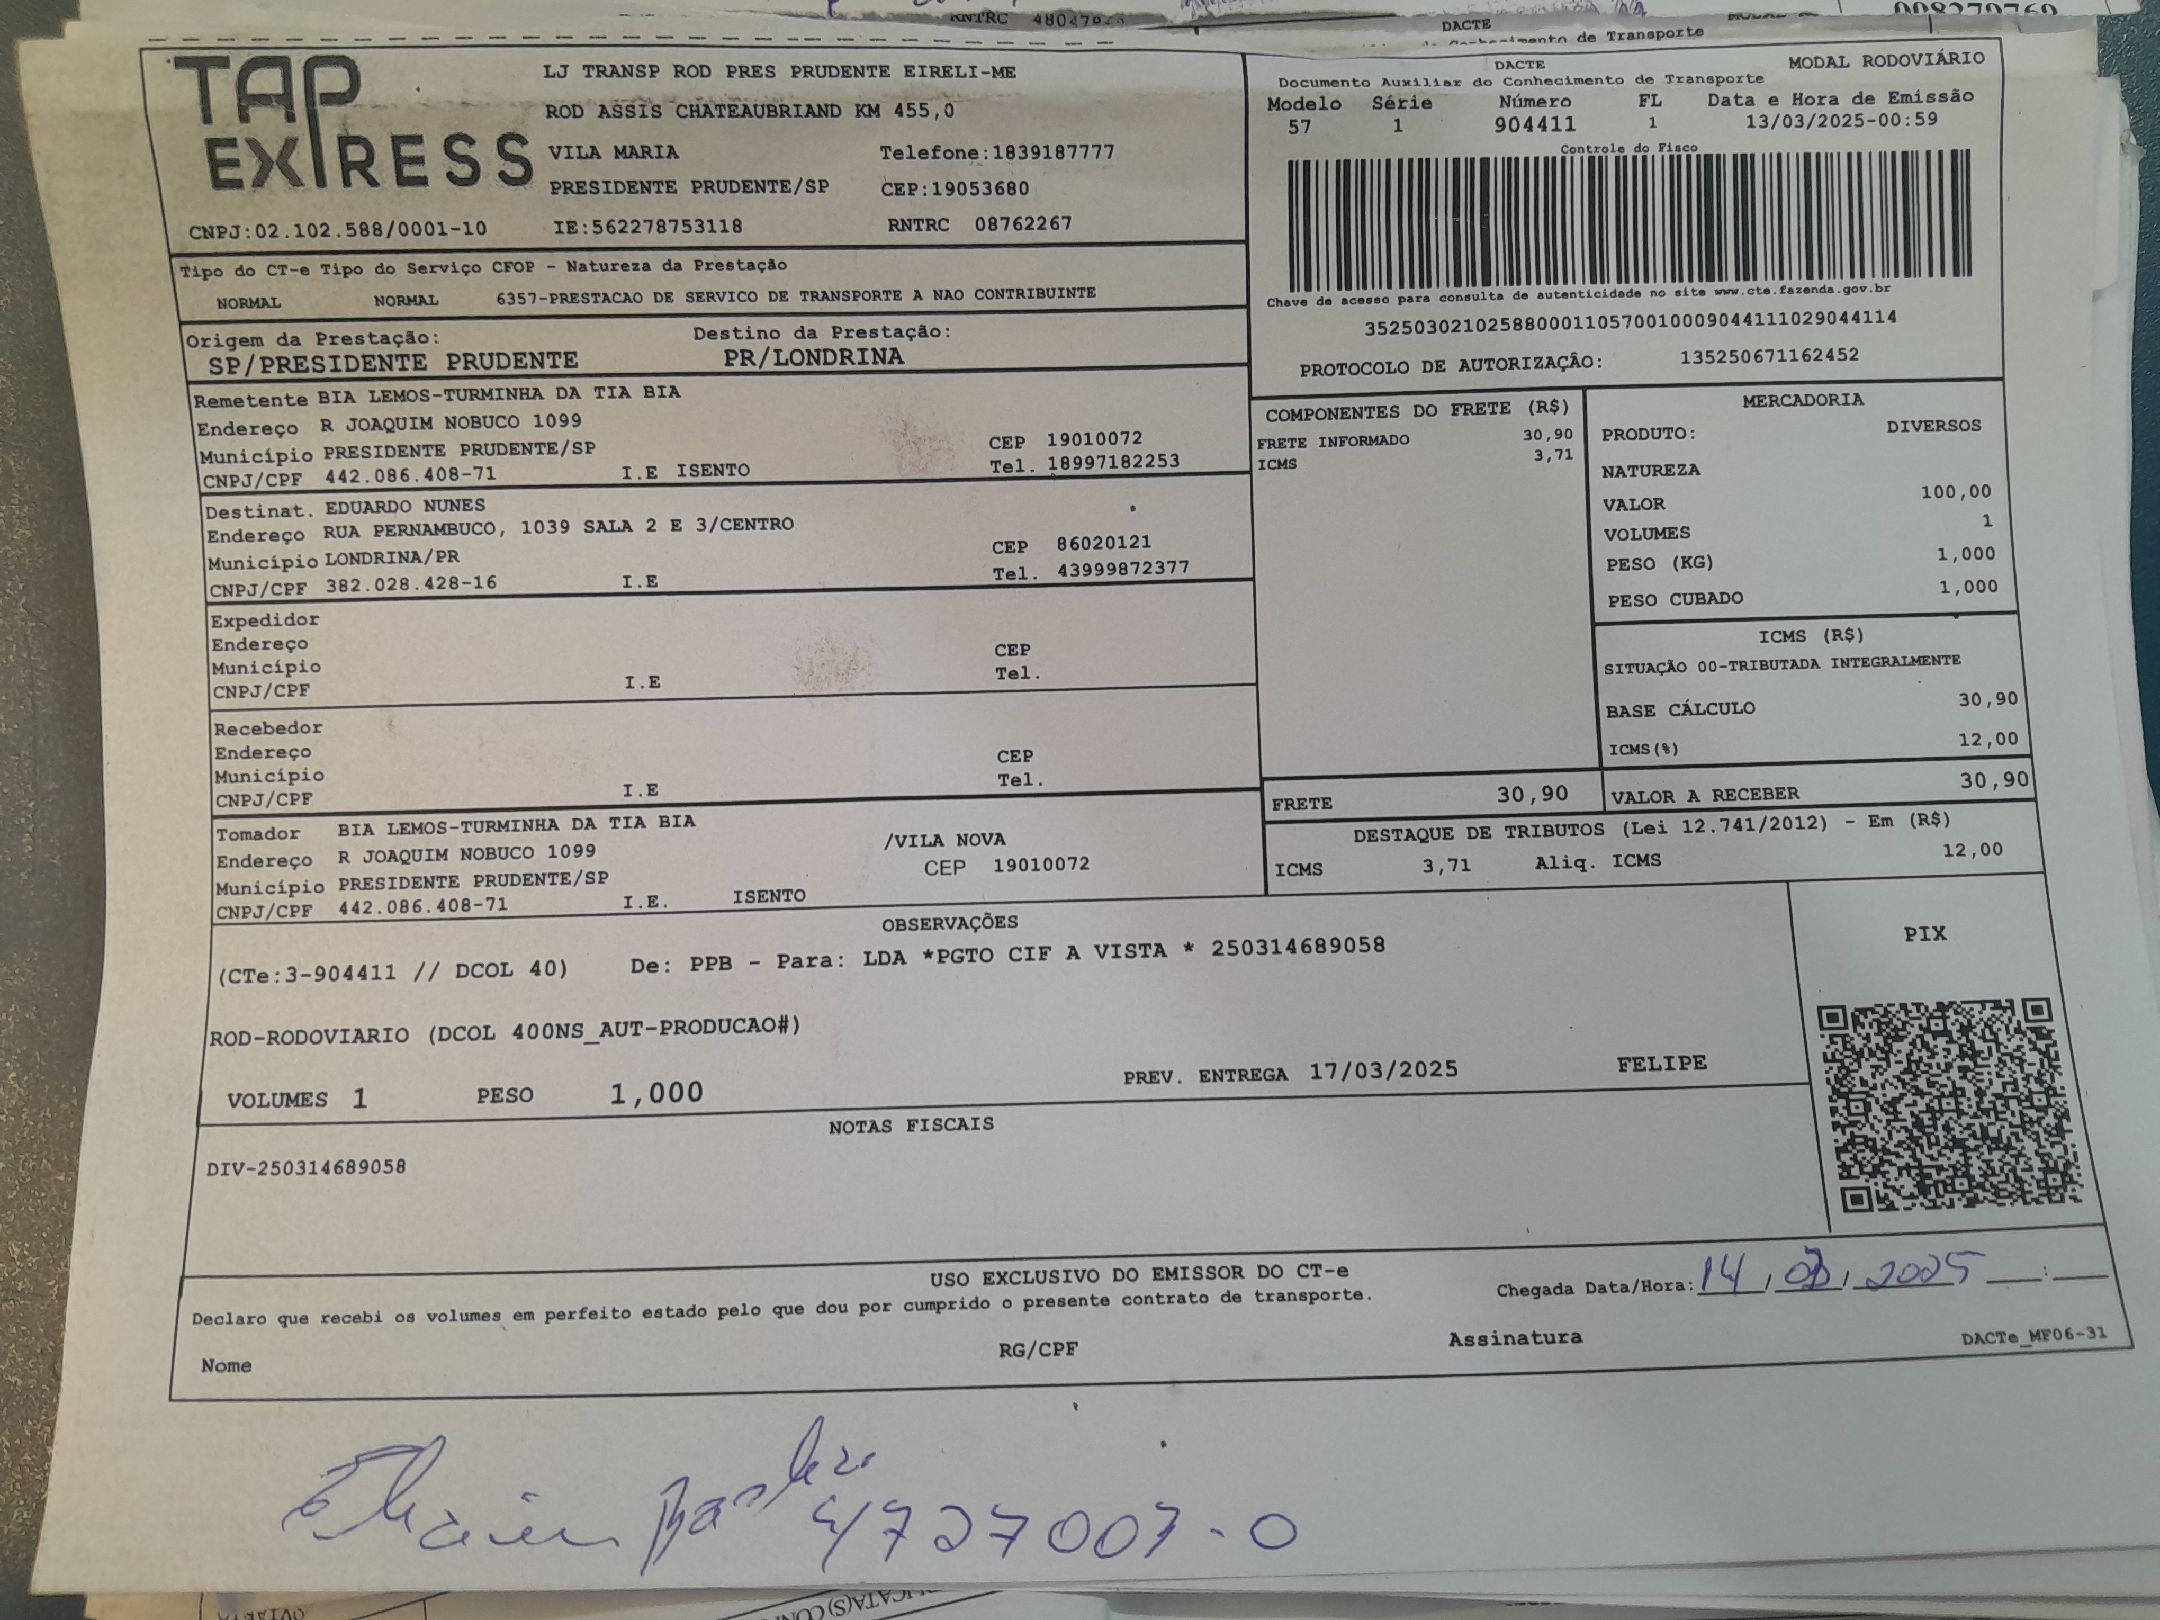 RNTRC
DACTE
de Transporte
TAP EXPRESS
LJ TRANSP ROD PRES PRUDENTE EIRELI-ME
ROD ASSIS CHATEAUBRIAND KM 455,0
VILA MARIA Telefone:1839187777
PRESIDENTE PRUDENTE/SP CEP:19053680
CNPJ:02.102.588/0001-10 IE:562278753118 RNTRC 08762267
DACTE MODAL RODOVIÁRIO
Documento Auxiliar do Conhecimento de Transporte
Modelo Série Número FL Data e Hora de Emissão
57 1 904411 1 13/03/2025-00:59
Controle do Fisco
Chave de acesso para consulta de autenticidade no site www.cte.fazenda.gov.br
35250302102588000110570010009044111029044114
PROTOCOLO DE AUTORIZAÇÃO: 135250671162452
Tipo do CT-e Tipo do Serviço CFOP - Natureza da Prestação
NORMAL NORMAL 6357-PRESTACAO DE SERVICO DE TRANSPORTE A NAO CONTRIBUINTE
Origem da Prestação: Destino da Prestação:
SP/PRESIDENTE PRUDENTE PR/LONDRINA
Remetente BIA LEMOS-TURMINHA DA TIA BIA
Endereço R JOAQUIM NOBUCO 1099
Município PRESIDENTE PRUDENTE/SP CEP 19010072
CNPJ/CPF 442.086.408-71 I.E ISENTO Tel. 18997182253
Destinat. EDUARDO NUNES
Endereço RUA PERNAMBUCO, 1039 SALA 2 E 3/CENTRO
Município LONDRINA/PR CEP 86020121
CNPJ/CPF 382.028.428-16 I.E Tel. 43999872377
Expedidor
Endereço
Município CEP
CNPJ/CPF I.E Tel.
Recebedor
Endereço
Município CEP
CNPJ/CPF I.E Tel.
Tomador BIA LEMOS-TURMINHA DA TIA BIA
Endereço R JOAQUIM NOBUCO 1099 /VILA NOVA
Município PRESIDENTE PRUDENTE/SP CEP 19010072
CNPJ/CPF 442.086.408-71 I.E. ISENTO
COMPONENTES DO FRETE (R$)
FRETE INFORMADO 30,90
ICMS 3,71
MERCADORIA
PRODUTO: DIVERSOS
NATUREZA
VALOR 100,00
VOLUMES 1
PESO (KG) 1,000
PESO CUBADO 1,000
ICMS (R$)
SITUAÇÃO 00-TRIBUTADA INTEGRALMENTE
BASE CÁLCULO 30,90
ICMS(%) 12,00
FRETE 30,90 VALOR A RECEBER 30,90
DESTAQUE DE TRIBUTOS (Lei 12.741/2012) - Em (R$)
ICMS 3,71 Aliq. ICMS 12,00
OBSERVAÇÕES
(CTe:3-904411 // DCOL 40) De: PPB - Para: LDA *PGTO CIF A VISTA * 250314689058
PIX
ROD-RODOVIARIO (DCOL 400NS_AUT-PRODUCAO#)
VOLUMES 1 PESO 1,000 PREV. ENTREGA 17/03/2025 FELIPE
NOTAS FISCAIS
DIV-250314689058
USO EXCLUSIVO DO EMISSOR DO CT-e
Chegada Data/Hora: 14, 03, 2025 :
Declaro que recebi os volumes em perfeito estado pelo que dou por cumprido o presente contrato de transporte.
Nome RG/CPF Assinatura DACTe_MF06-31
4727007-0